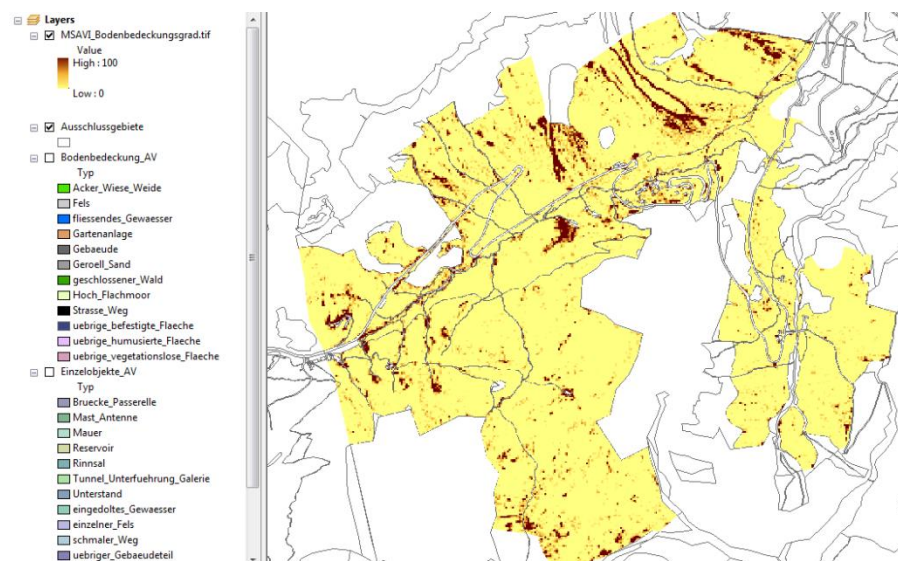 Layers
MSAVI_Bodenbedeckungsgrad.tif
Value
High : 100
Low : 0
Ausschlussgebiete
Bodenbedeckung_AV
Typ
Acker_Wiese_Weide
Fels
fliessendes_Gewaesser
Gartenanlage
Gebaeude
Geroell_Sand
geschlossener_Wald
Hoch_Flachmoor
Strasse_Weg
uebrige_befestigte_Flaeche
uebrige_humusierte_Flaeche
uebrige_vegetationslose_Flaeche
Einzelobjekte_AV
Typ
Bruecke_Passerelle
Mast_Antenne
Mauer
Reservoir
Rinnsal
Tunnel_Unterfuehrung_Galerie
Unterstand
eingedoltes_Gewaesser
einzelner_Fels
schmaler_Weg
uebriger_Gebaeudeteil